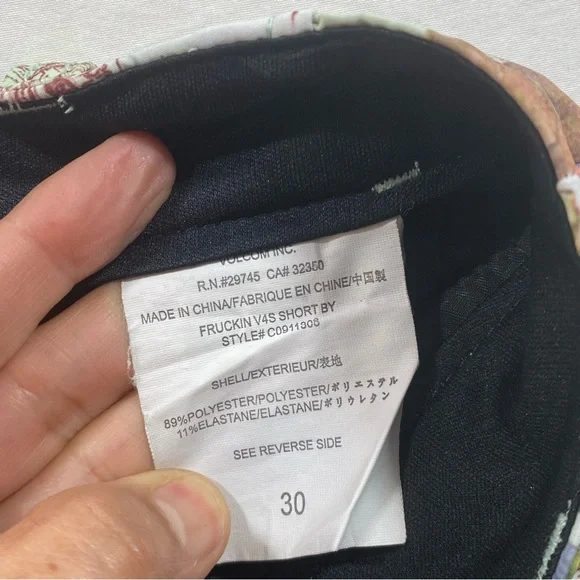 VOLCOM INC.
R.N.#29745 CA# 32350
MADE IN CHINA/FABRIQUE EN CHINE/中国製
FRUCKIN V4S SHORT BY
STYLE# C0911306
SHELL/EXTERIEUR/表地
89%POLYESTER/POLYESTER/ポリエステル
11%ELASTANE/ELASTANE/ポリウレタン
SEE REVERSE SIDE
30